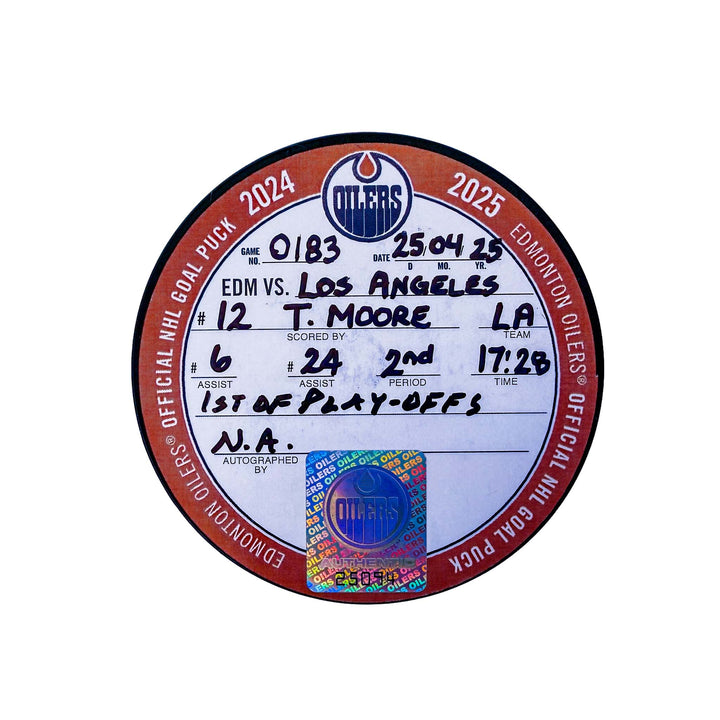 2024 OILERS 2025
EDMONTON OILERS® OFFICIAL NHL GOAL PUCK
EDMONTON OILERS® OFFICIAL NHL GOAL PUCK
GAME NO. 0183 DATE 25 04 25
D MO. YR.
EDM VS. LOS ANGELES
# 12 T. MOORE LA
SCORED BY TEAM
# 6 # 24 2nd 17:28
ASSIST ASSIST PERIOD TIME
1ST OF PLAY-OFFS
N.A.
AUTOGRAPHED
BY
OILERS
AUTHENTIC